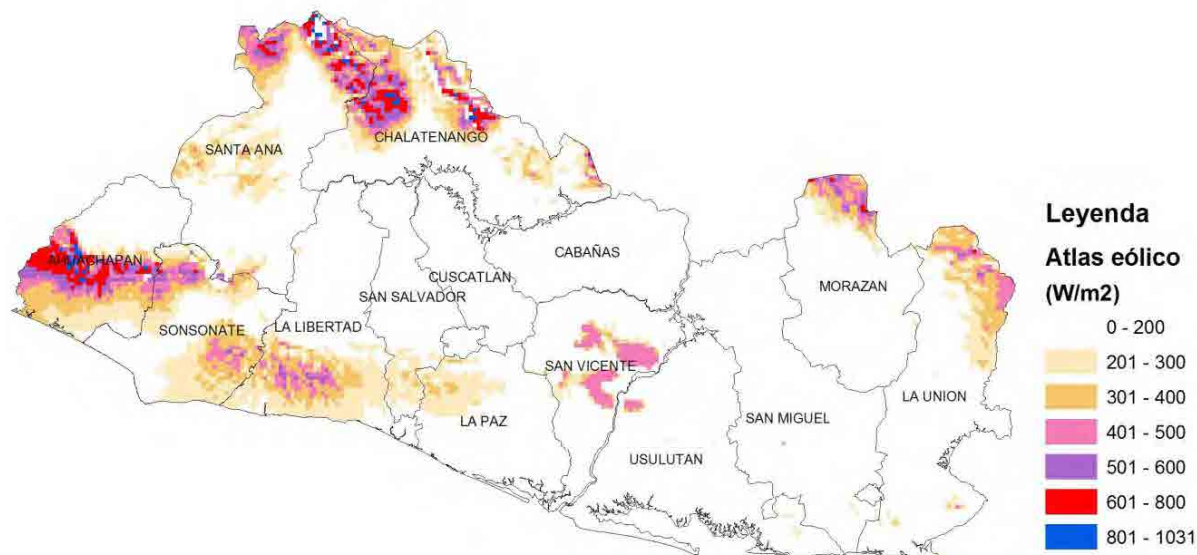 CHALATENANGO
SANTA ANA
CABAÑAS
AHUACHAPAN
CUSCATLAN
MORAZAN
SAN SALVADOR
SONSONATE
LA LIBERTAD
SAN VICENTE
LA UNION
LA PAZ
SAN MIGUEL
USULUTAN
Leyenda
Atlas eólico
(W/m2)
0 - 200
201 - 300
301 - 400
401 - 500
501 - 600
601 - 800
801 - 1031